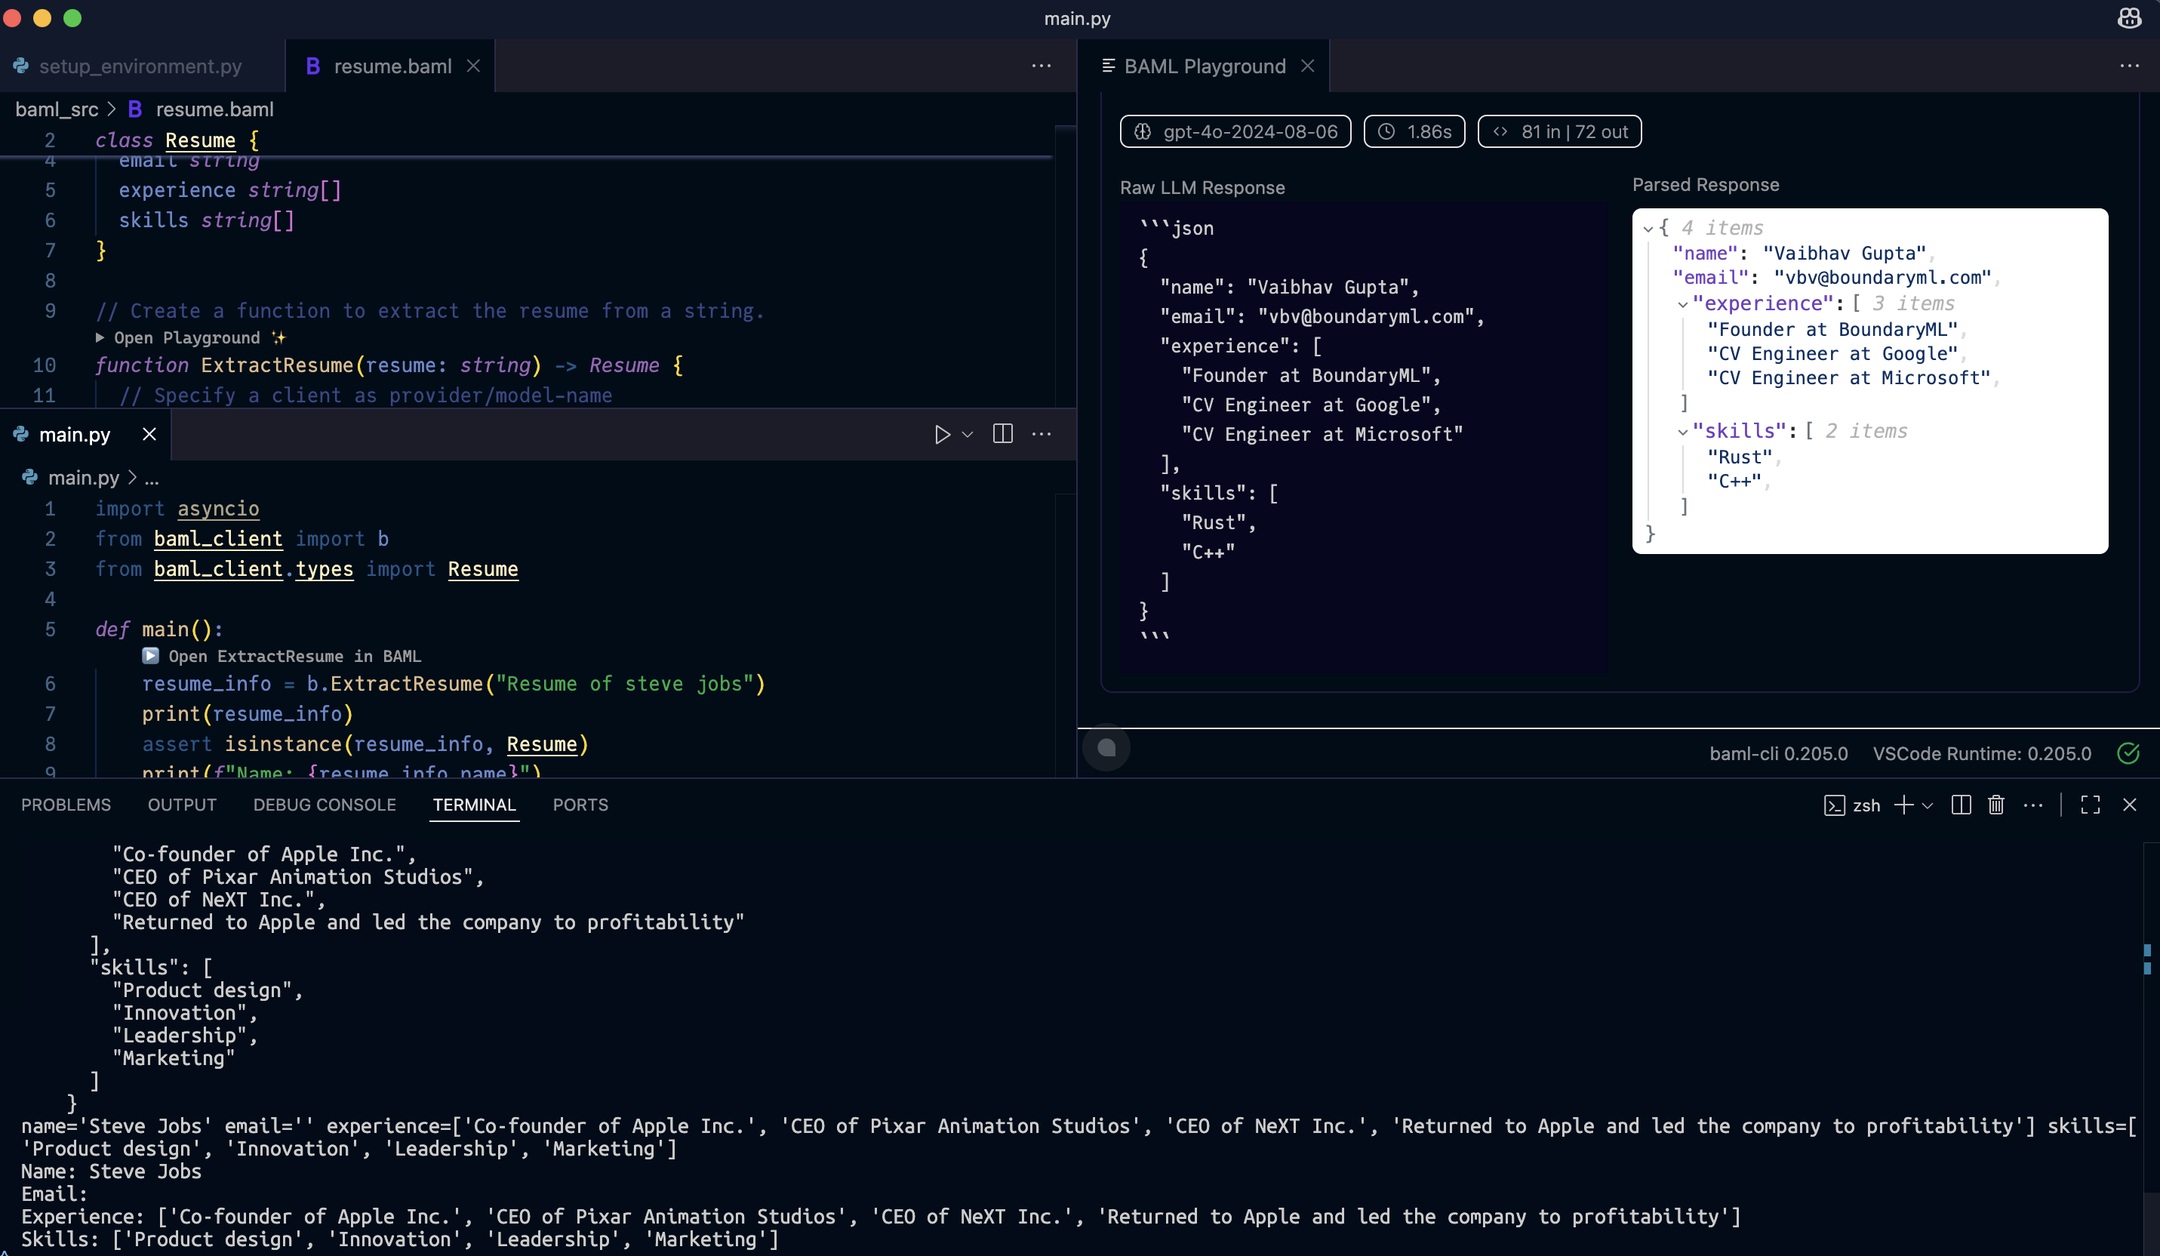 main.py
setup_environment.py
resume.baml
baml_src > resume.baml
2 class Resume {
4 email string
5 experience string[]
6 skills string[]
7 }
8
9 // Create a function to extract the resume from a string.
Open Playground ✨
10 function ExtractResume(resume: string) -> Resume {
11 // Specify a client as provider/model-name
main.py
main.py > ...
1 import asyncio
2 from baml_client import b
3 from baml_client.types import Resume
4
5 def main():
Open ExtractResume in BAML
6 resume_info = b.ExtractResume("Resume of steve jobs")
7 print(resume_info)
8 assert isinstance(resume_info, Resume)
9 print(f"Name: {resume_info.name}")
BAML Playground
gpt-4o-2024-08-06
1.86s
81 in | 72 out
Raw LLM Response
```json
{
"name": "Vaibhav Gupta",
"email": "vbv@boundaryml.com",
"experience": [
"Founder at BoundaryML",
"CV Engineer at Google",
"CV Engineer at Microsoft"
],
"skills": [
"Rust",
"C++"
]
}
```
Parsed Response
{ 4 items
"name": "Vaibhav Gupta",
"email": "vbv@boundaryml.com",
"experience": [ 3 items
"Founder at BoundaryML",
"CV Engineer at Google",
"CV Engineer at Microsoft",
]
"skills": [ 2 items
"Rust",
"C++",
]
}
baml-cli 0.205.0 VSCode Runtime: 0.205.0
PROBLEMS OUTPUT DEBUG CONSOLE TERMINAL PORTS
zsh
"Co-founder of Apple Inc.",
"CEO of Pixar Animation Studios",
"CEO of NeXT Inc.",
"Returned to Apple and led the company to profitability"
],
"skills": [
"Product design",
"Innovation",
"Leadership",
"Marketing"
]
}
name='Steve Jobs' email='' experience=['Co-founder of Apple Inc.', 'CEO of Pixar Animation Studios', 'CEO of NeXT Inc.', 'Returned to Apple and led the company to profitability'] skills=[
'Product design', 'Innovation', 'Leadership', 'Marketing']
Name: Steve Jobs
Email:
Experience: ['Co-founder of Apple Inc.', 'CEO of Pixar Animation Studios', 'CEO of NeXT Inc.', 'Returned to Apple and led the company to profitability']
Skills: ['Product design', 'Innovation', 'Leadership', 'Marketing']